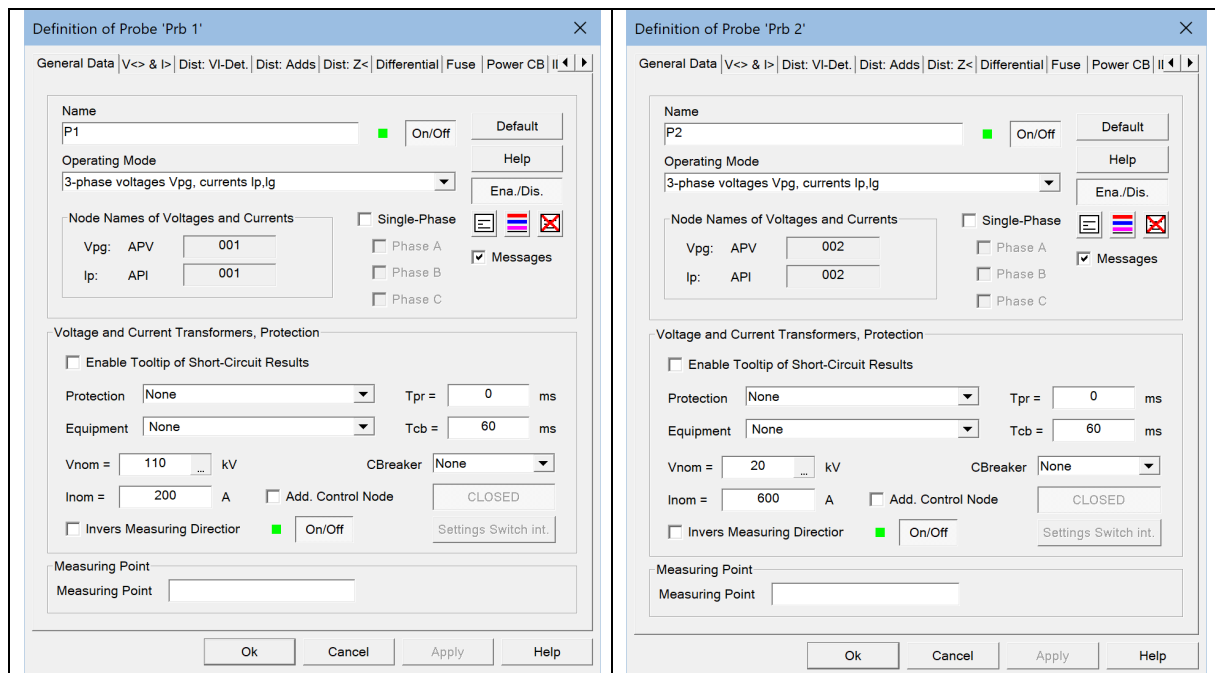 Definition of Probe 'Prb 1'
General Data V<> & I> Dist: VI-Det. Dist: Adds Dist: Z< Differential Fuse Power CB
Name
P1
On/Off
Default
Operating Mode
Help
3-phase voltages Vpg, currents Ip,Ig
Ena./Dis.
Node Names of Voltages and Currents
Single-Phase
Vpg: APV 001
Phase A
Messages
Ip: API 001
Phase B
Phase C
Voltage and Current Transformers, Protection
Enable Tooltip of Short-Circuit Results
Protection None Tpr = 0 ms
Equipment None Tcb = 60 ms
Vnom = 110 ... kV CBreaker None
Inom = 200 A Add. Control Node CLOSED
Invers Measuring Directior On/Off Settings Switch int.
Measuring Point
Measuring Point
Ok Cancel Apply Help
Definition of Probe 'Prb 2'
General Data V<> & I> Dist: VI-Det. Dist: Adds Dist: Z< Differential Fuse Power CB
Name
P2
On/Off
Default
Operating Mode
Help
3-phase voltages Vpg, currents Ip,Ig
Ena./Dis.
Node Names of Voltages and Currents
Single-Phase
Vpg: APV 002
Phase A
Messages
Ip: API 002
Phase B
Phase C
Voltage and Current Transformers, Protection
Enable Tooltip of Short-Circuit Results
Protection None Tpr = 0 ms
Equipment None Tcb = 60 ms
Vnom = 20 ... kV CBreaker None
Inom = 600 A Add. Control Node CLOSED
Invers Measuring Directior On/Off Settings Switch int.
Measuring Point
Measuring Point
Ok Cancel Apply Help